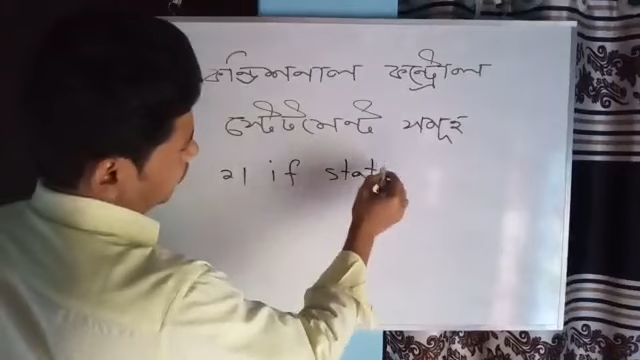 কন্ডিশনাল কন্ট্রোল
স্টেটমেন্ট সমূহ
১। if stat